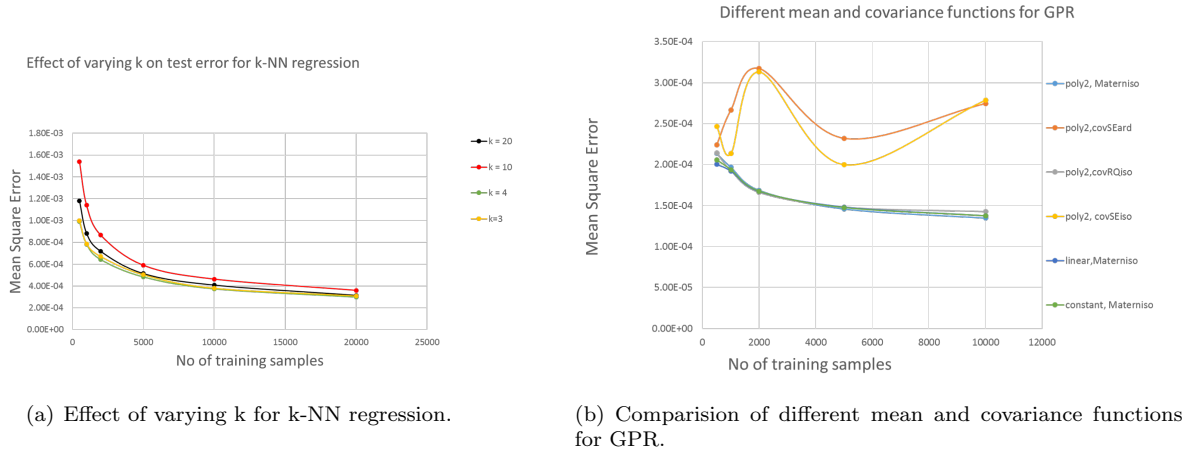 Effect of varying k on test error for k-NN regression
Mean Square Error
1.80E-03
1.60E-03
1.40E-03
1.20E-03
1.00E-03
8.00E-04
6.00E-04
4.00E-04
2.00E-04
0.00E+00
0
5000
10000
15000
20000
25000
No of training samples
k = 20
k = 10
k = 4
k=3
(a) Effect of varying k for k-NN regression.
Different mean and covariance functions for GPR
Mean Square Error
3.50E-04
3.00E-04
2.50E-04
2.00E-04
1.50E-04
1.00E-04
5.00E-05
0.00E+00
0
2000
4000
6000
8000
10000
12000
No of training samples
poly2, Materniso
poly2,covSEard
poly2,covRQiso
poly2, covSEiso
linear,Materniso
constant, Materniso
(b) Comparision of different mean and covariance functions
for GPR.